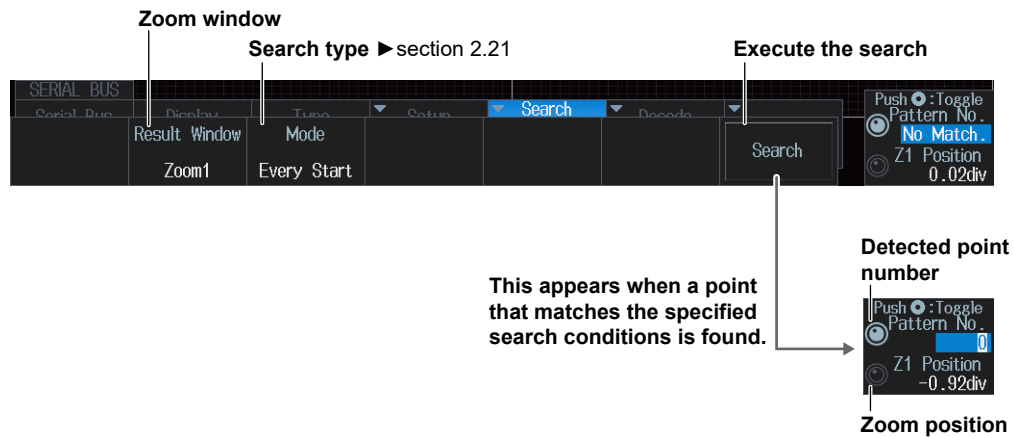 Zoom window
Search type ►section 2.21
Execute the search
SERIAL BUS
Serial Bus Display Type Setup Search Decode
Result Window
Zoom1
Mode
Every Start
Search
Push :Toggle
Pattern No.
No Match.
Z1 Position
0.02div
Detected point
number
This appears when a point
that matches the specified
search conditions is found.
Push :Toggle
Pattern No.
0
Z1 Position
-0.92div
Zoom position